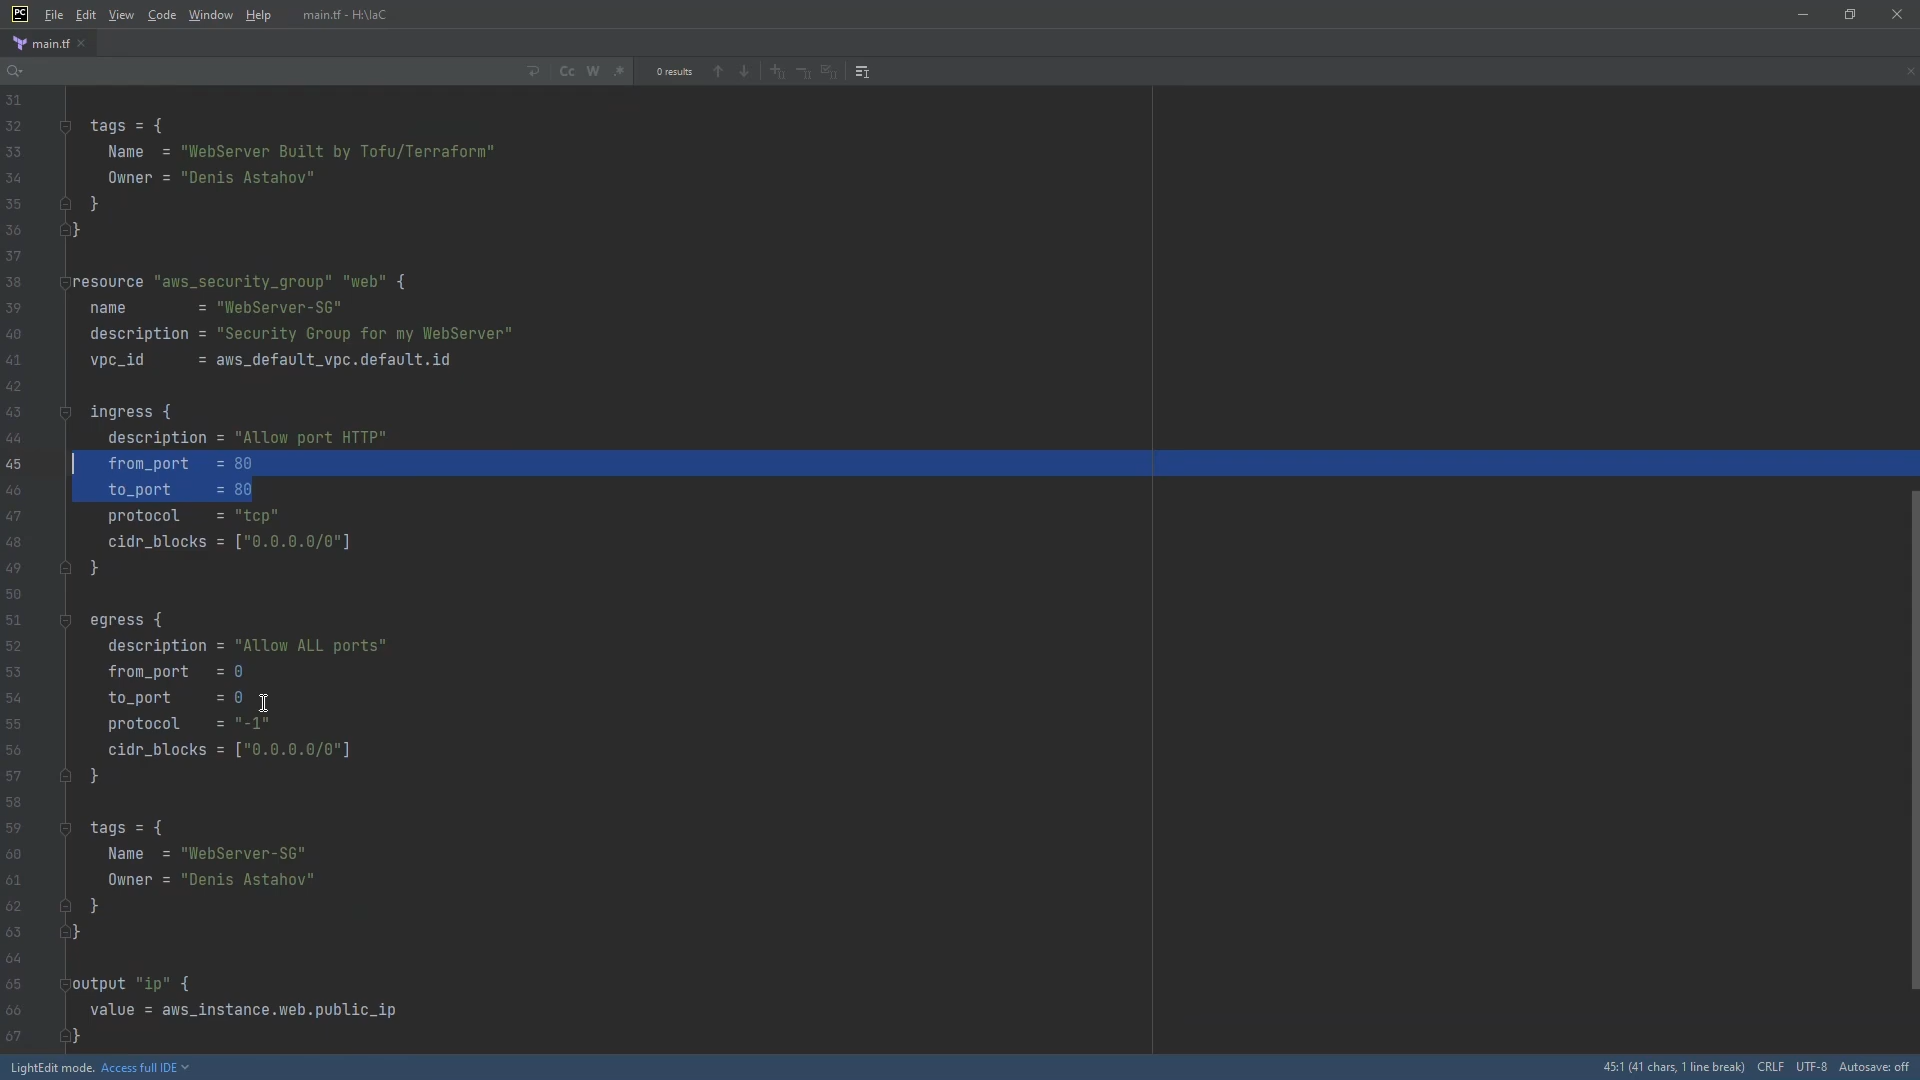 PC File Edit View Code Window Help main.tf - H:\IaC
main.tf
Cc W .* 0 results
31
32 tags = {
33 Name = "WebServer Built by Tofu/Terraform"
34 Owner = "Denis Astahov"
35 }
36 }
37
38 resource "aws_security_group" "web" {
39 name = "WebServer-SG"
40 description = "Security Group for my WebServer"
41 vpc_id = aws_default_vpc.default.id
42
43 ingress {
44 description = "Allow port HTTP"
45 from_port = 80
46 to_port = 80
47 protocol = "tcp"
48 cidr_blocks = ["0.0.0.0/0"]
49 }
50
51 egress {
52 description = "Allow ALL ports"
53 from_port = 0
54 to_port = 0
55 protocol = "-1"
56 cidr_blocks = ["0.0.0.0/0"]
57 }
58
59 tags = {
60 Name = "WebServer-SG"
61 Owner = "Denis Astahov"
62 }
63 }
64
65 output "ip" {
66 value = aws_instance.web.public_ip
67 }
LightEdit mode. Access full IDE 45:1 (41 chars, 1 line break) CRLF UTF-8 Autosave: off